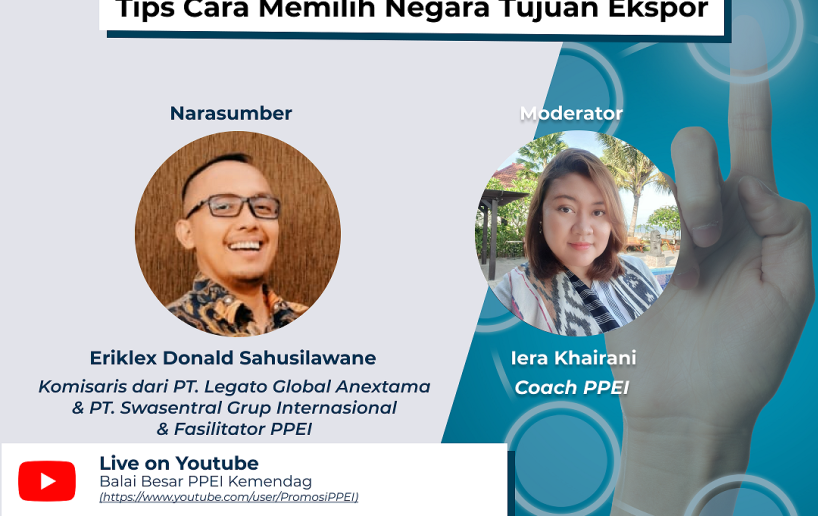 Tips Cara Memilih Negara Tujuan Ekspor
Narasumber
Moderator
Eriklex Donald Sahusilawane
Komisaris dari PT. Legato Global Anextama
& PT. Swasentral Grup Internasional
& Fasilitator PPEI
Iera Khairani
Coach PPEI
Live on Youtube
Balai Besar PPEI Kemendag
(https://www.youtube.com/user/PromosiPPEI)